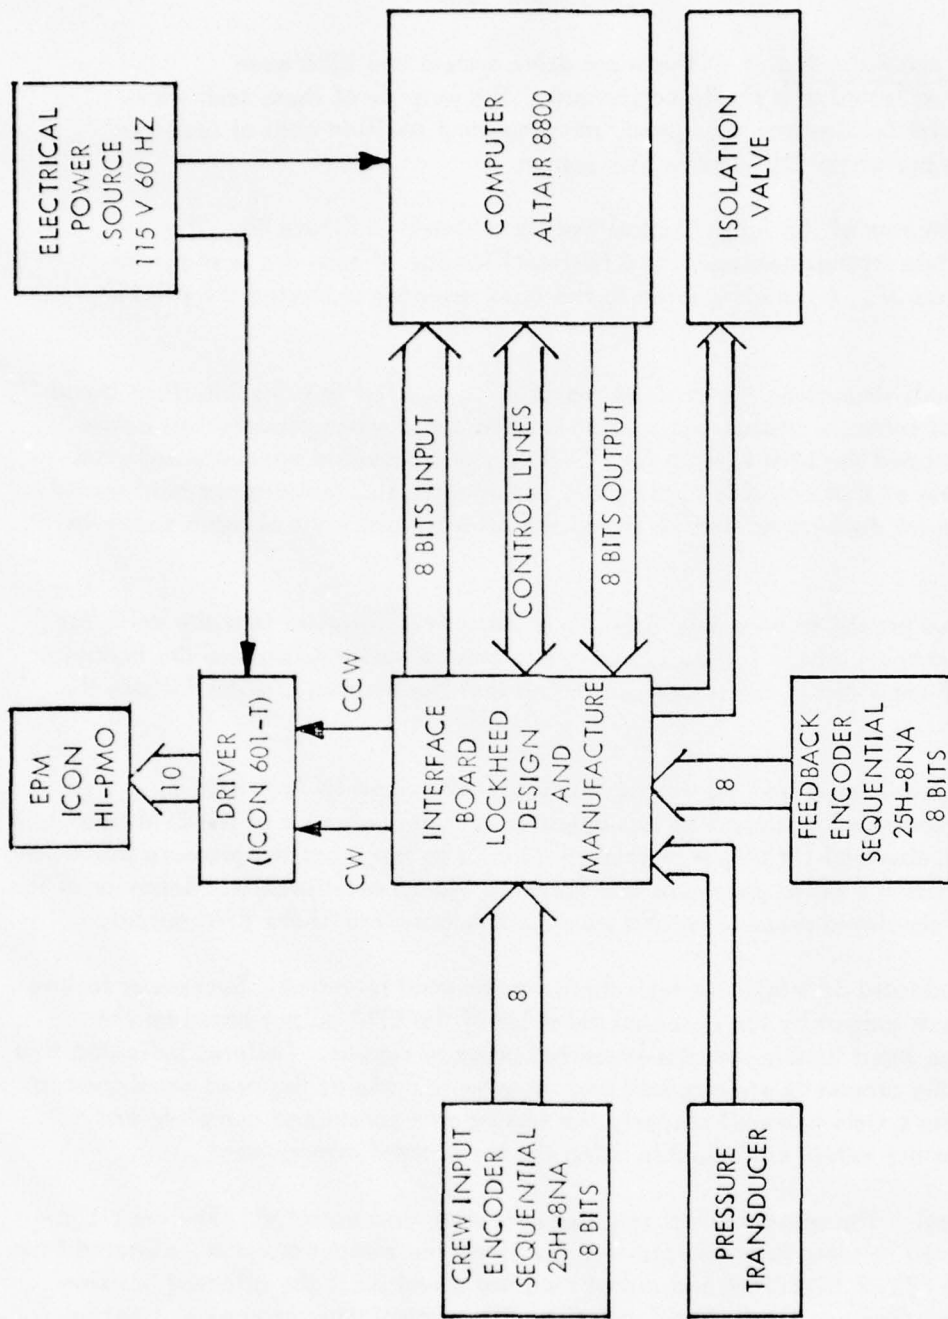 ELECTRICAL
POWER
SOURCE
115 V 60 HZ
EPM
ICON
HI-PMO
10
DRIVER
(ICON 601-T)
CW
CCW
CREW INPUT
ENCODER
SEQUENTIAL
25H-8NA
8 BITS
8
INTERFACE
BOARD
LOCKHEED
DESIGN
AND
MANUFACTURE
8 BITS INPUT
CONTROL LINES
8 BITS OUTPUT
COMPUTER
ALTAIR 8800
PRESSURE
TRANSDUCER
8
FEEDBACK
ENCODER
SEQUENTIAL
25H-8NA
8 BITS
ISOLATION
VALVE